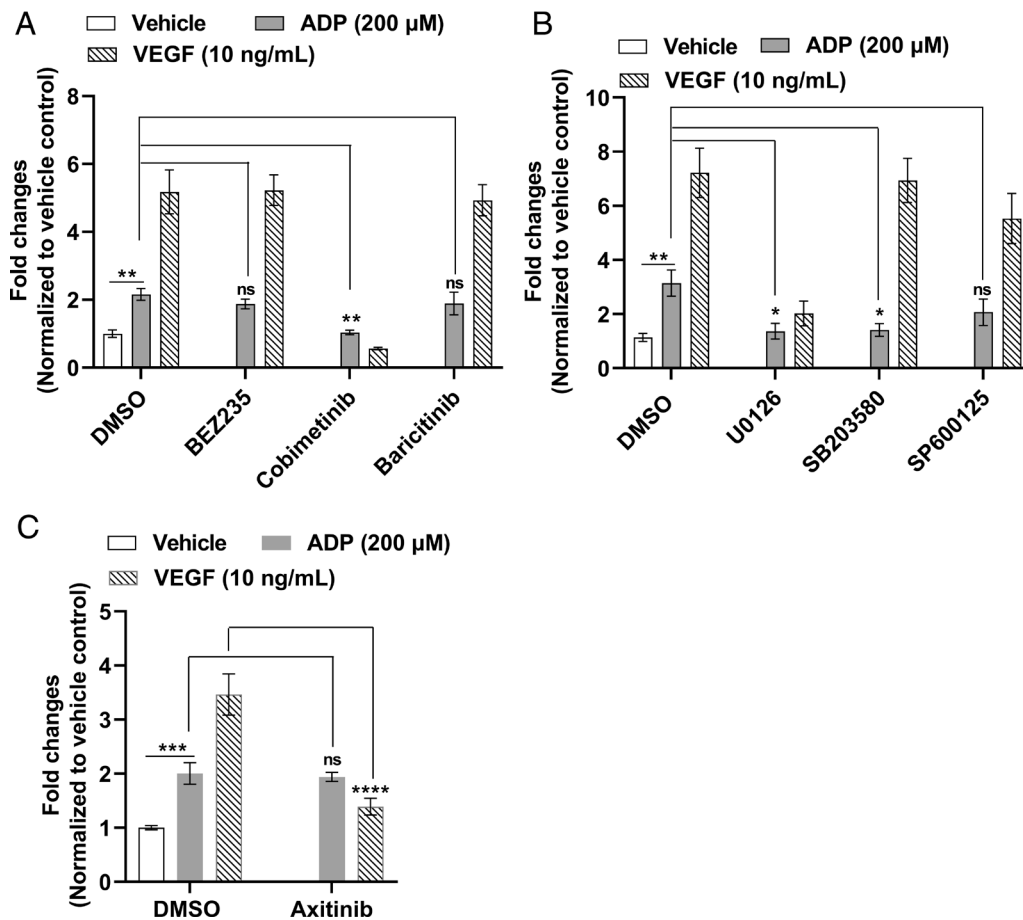 A
Vehicle ADP (200 µM)
VEGF (10 ng/mL)
Fold changes
(Normalized to vehicle control)
8
6
4
2
0
**
ns
**
ns
DMSO
BEZ235
Cobimetinib
Baricitinib
B
Vehicle ADP (200 µM)
VEGF (10 ng/mL)
Fold changes
(Normalized to vehicle control)
10
8
6
4
2
0
**
*
*
ns
DMSO
U0126
SB203580
SP600125
C
Vehicle ADP (200 µM)
VEGF (10 ng/mL)
Fold changes
(Normalized to vehicle control)
5
4
3
2
1
0
***
ns
****
DMSO Axitinib